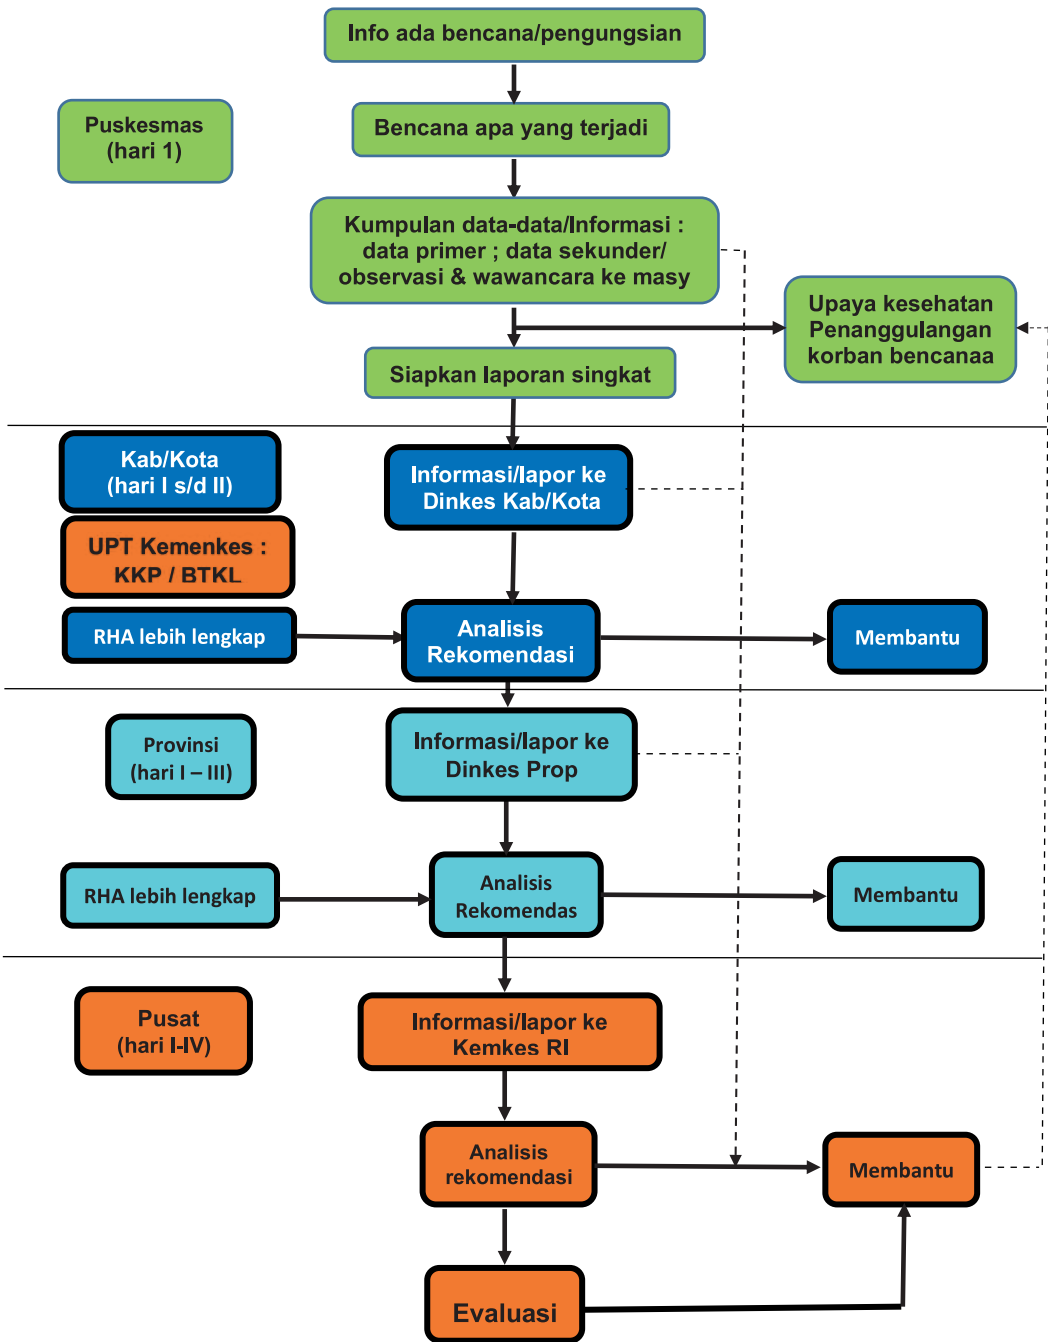 Info ada bencana/pengungsian
Puskesmas
(hari 1)
Bencana apa yang terjadi
Kumpulan data-data/Informasi :
data primer ; data sekunder/
observasi & wawancara ke masy
Upaya kesehatan
Penanggulangan
korban bencanaa
Siapkan laporan singkat
Kab/Kota
(hari I s/d II)
Informasi/lapor ke
Dinkes Kab/Kota
UPT Kemenkes :
KKP / BTKL
RHA lebih lengkap
Analisis
Rekomendasi
Membantu
Provinsi
(hari I – III)
Informasi/lapor ke
Dinkes Prop
RHA lebih lengkap
Analisis
Rekomendas
Membantu
Pusat
(hari I-IV)
Informasi/lapor ke
Kemkes RI
Analisis
rekomendasi
Membantu
Evaluasi